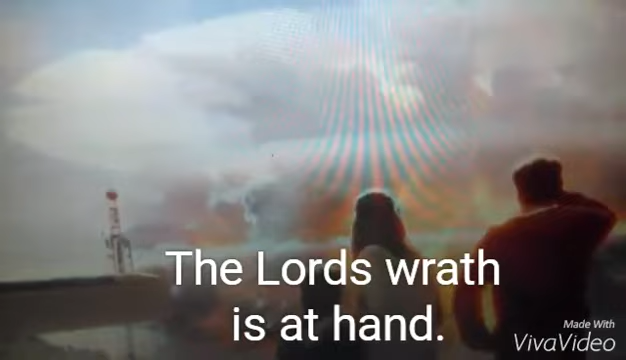 The Lords wrath
is at hand.
Made With
VivaVideo